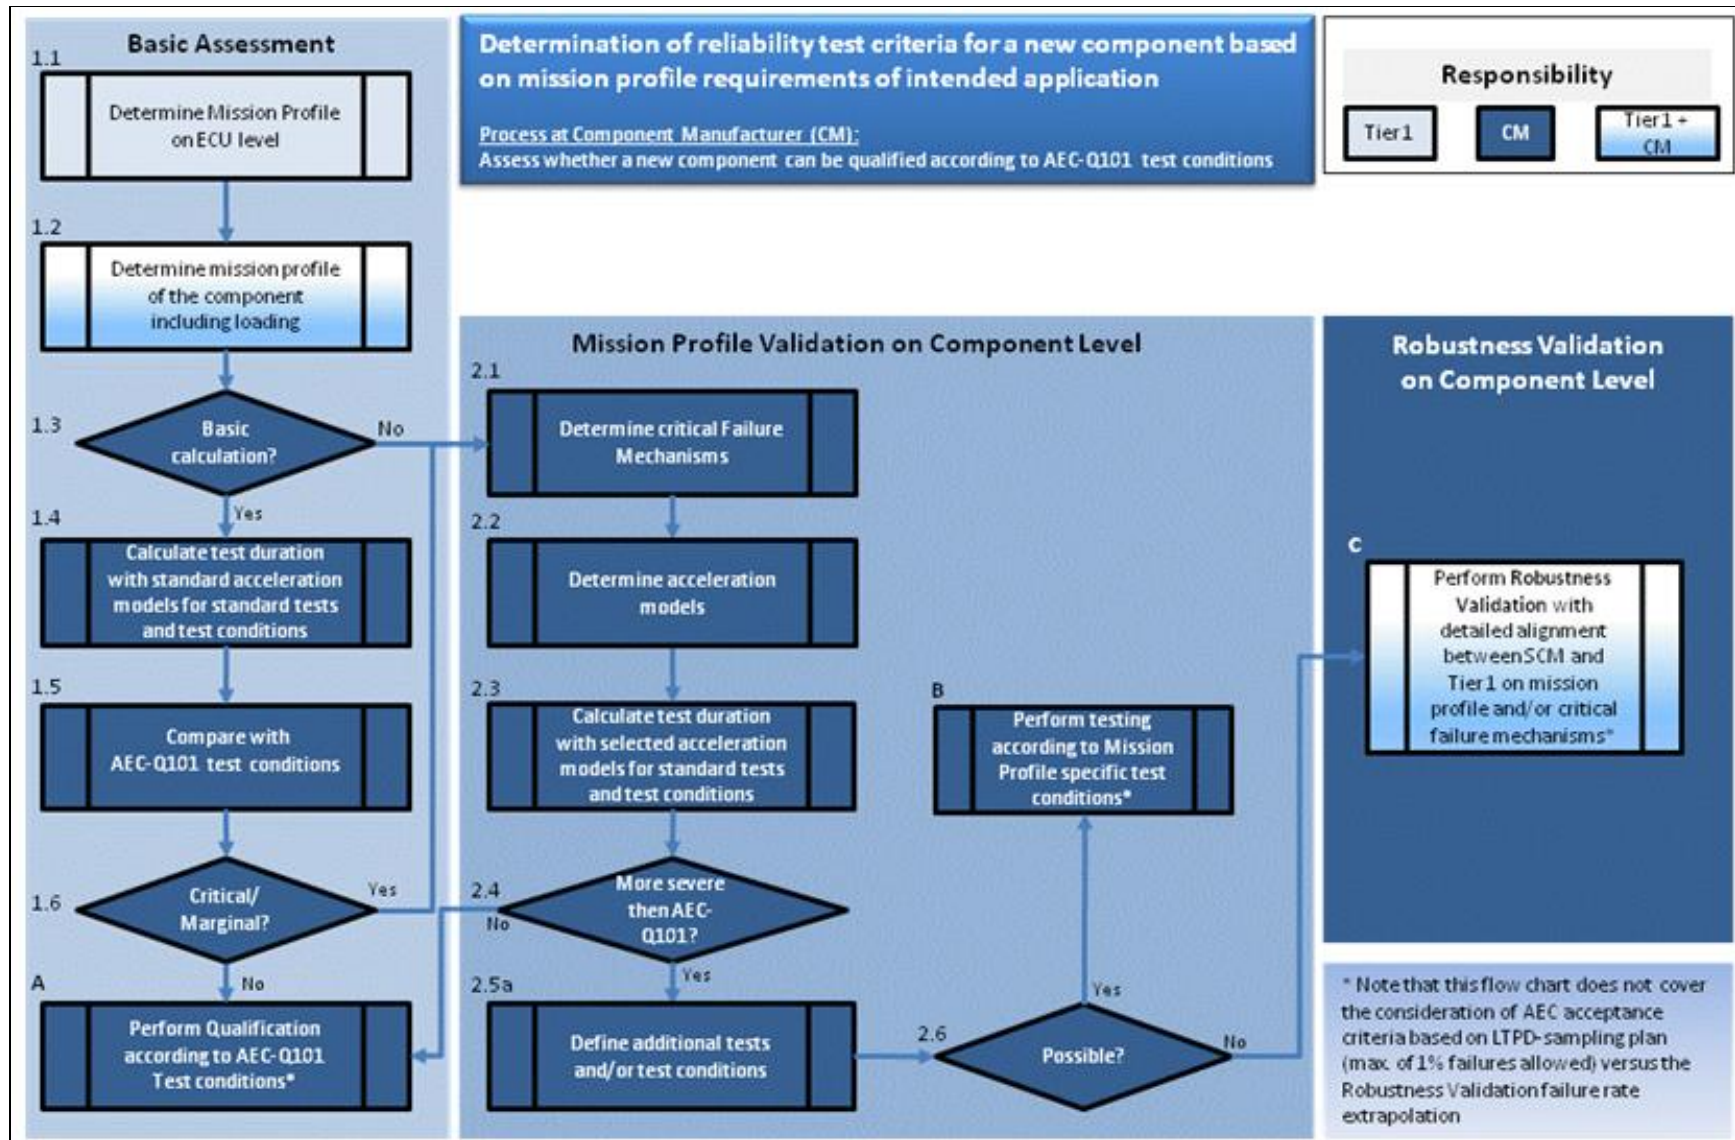 Basic Assessment
1.1
Determine Mission Profile
on ECU level
1.2
Determine mission profile
of the component
including loading
1.3
Basic
calculation?
No
Yes
1.4
Calculate test duration
with standard acceleration
models for standard tests
and test conditions
1.5
Compare with
AEC-Q101 test conditions
1.6
Critical/
Marginal?
Yes
No
A
Perform Qualification
according to AEC-Q101
Test conditions*
Determination of reliability test criteria for a new component based
on mission profile requirements of intended application
Process at Component Manufacturer (CM):
Assess whether a new component can be qualified according to AEC-Q101 test conditions
Responsibility
Tier1
CM
Tier1 +
CM
Mission Profile Validation on Component Level
2.1
Determine critical Failure
Mechanisms
2.2
Determine acceleration
models
2.3
Calculate test duration
with selected acceleration
models for standard tests
and test conditions
2.4
More severe
then AEC-
Q101?
No
Yes
2.5a
Define additional tests
and/or test conditions
2.6
Possible?
Yes
No
B
Perform testing
according to Mission
Profile specific test
conditions*
Robustness Validation
on Component Level
C
Perform Robustness
Validation with
detailed alignment
between SCM and
Tier1 on mission
profile and/or critical
failure mechanisms*
* Note that this flow chart does not cover
the consideration of AEC acceptance
criteria based on LTPD-sampling plan
(max. of 1% failures allowed) versus the
Robustness Validation failure rate
extrapolation